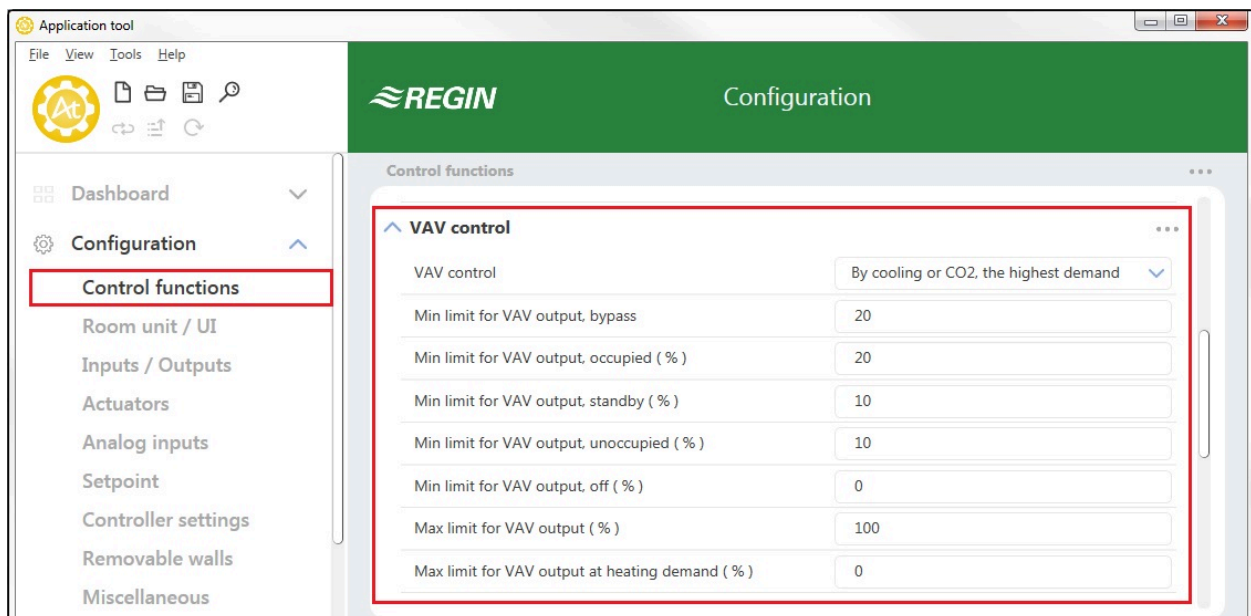 Application tool
File View Tools Help
At
REGIN
Configuration
Dashboard
Configuration
Control functions
Room unit / UI
Inputs / Outputs
Actuators
Analog inputs
Setpoint
Controller settings
Removable walls
Miscellaneous
Control functions
VAV control
VAV control By cooling or CO2, the highest demand
Min limit for VAV output, bypass 20
Min limit for VAV output, occupied ( % ) 20
Min limit for VAV output, standby ( % ) 10
Min limit for VAV output, unoccupied ( % ) 10
Min limit for VAV output, off ( % ) 0
Max limit for VAV output ( % ) 100
Max limit for VAV output at heating demand ( % ) 0